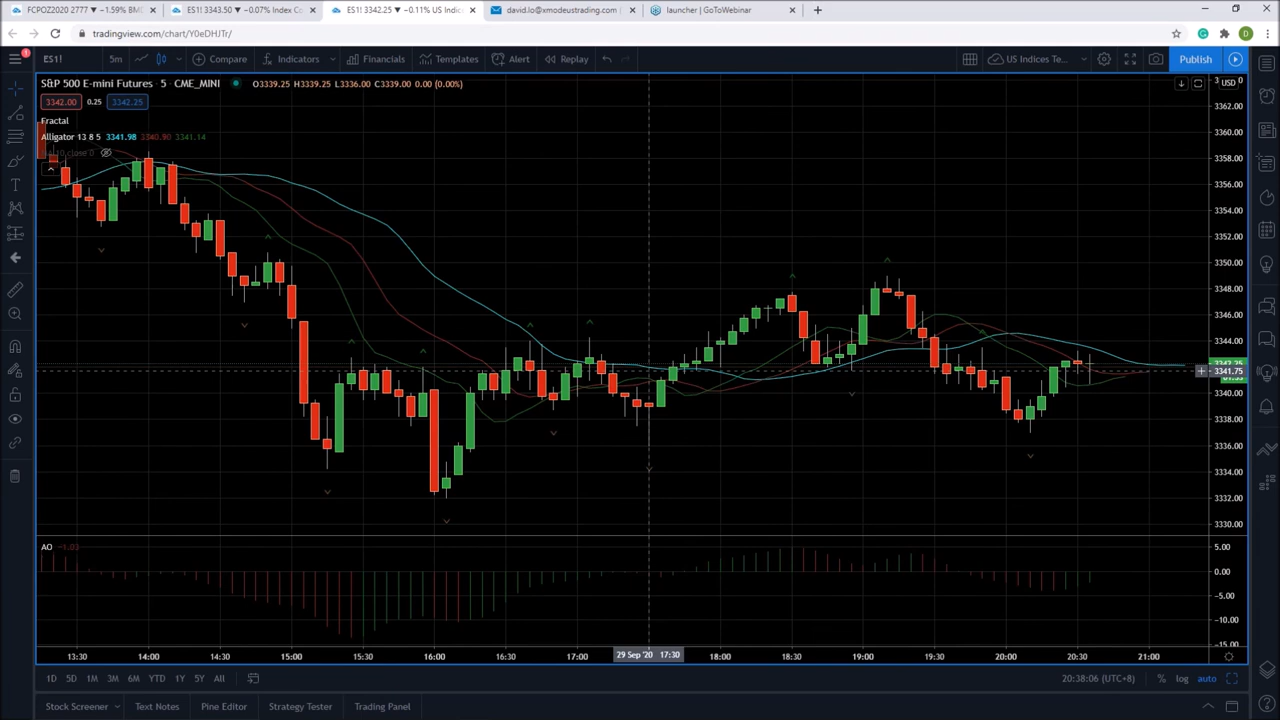 FCPOZ2020 2777 ▼ −1.59% BM
ES1! 3343.50 ▼ −0.07% Index Co
ES1! 3342.25 ▼ −0.11% US Indic
david.lo@xmodeustrading.com
launcher | GoToWebinar
tradingview.com/chart/Y0eDHJTr/
D
1
ES1!
5m
Compare
Indicators
Financials
Templates
Alert
Replay
US Indices Te...
Publish
S&P 500 E-mini Futures · 5 · CME_MINI
O3339.25 H3339.25 L3336.00 C3339.00 0.00 (0.00%)
USD
3342.00 0.25 3342.25
Fractal
Alligator 13 8 5 3341.98 3340.90 3341.14
3362.00
3360.00
3358.00
3356.00
3354.00
3352.00
3350.00
3348.00
3346.00
3344.00
3342.25
3341.75
3340.00
3338.00
3336.00
3334.00
3332.00
3330.00
AO −1.03
5.00
0.00
−5.00
−10.00
−15.00
13:30 14:00 14:30 15:00 15:30 16:00 16:30 17:00 29 Sep '20 17:30 18:00 18:30 19:00 19:30 20:00 20:30 21:00
1D 5D 1M 3M 6M YTD 1Y 5Y All
20:38:06 (UTC+8)
% log auto
Stock Screener Text Notes Pine Editor Strategy Tester Trading Panel